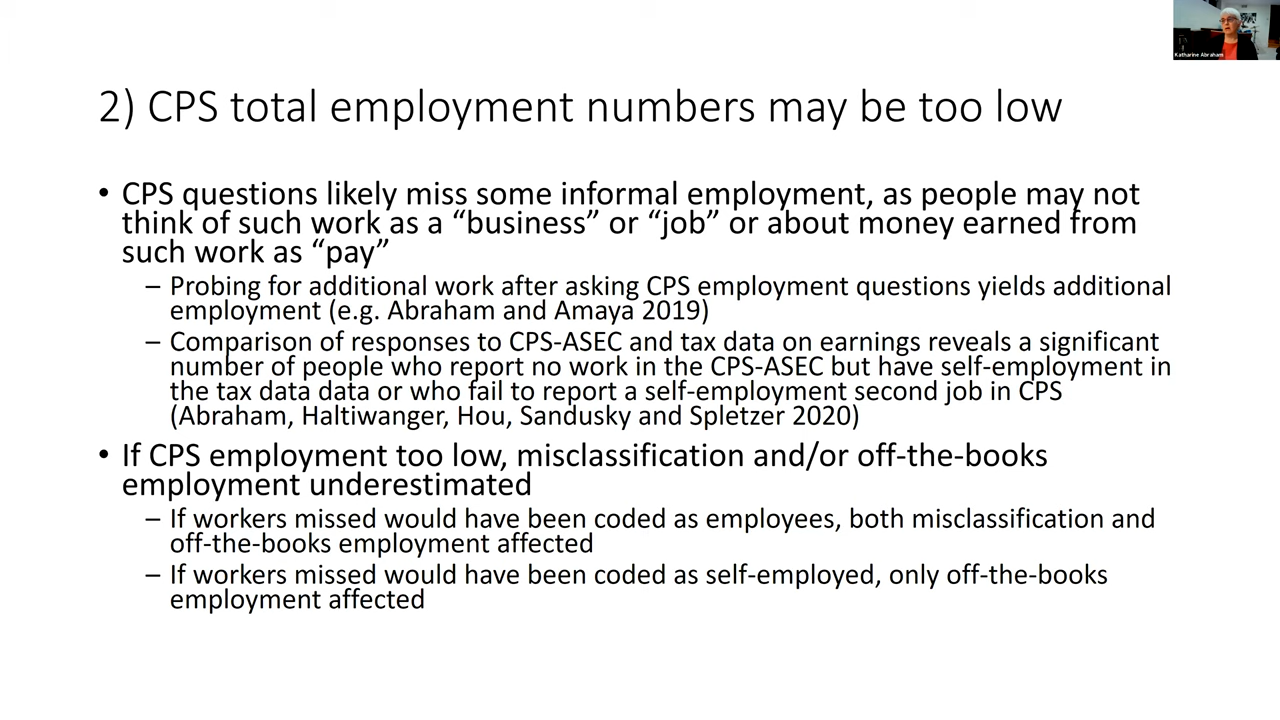 Katharine Abraham
2) CPS total employment numbers may be too low
• CPS questions likely miss some informal employment, as people may not
think of such work as a “business” or “job” or about money earned from
such work as “pay”
– Probing for additional work after asking CPS employment questions yields additional
employment (e.g. Abraham and Amaya 2019)
– Comparison of responses to CPS-ASEC and tax data on earnings reveals a significant
number of people who report no work in the CPS-ASEC but have self-employment in
the tax data data or who fail to report a self-employment second job in CPS
(Abraham, Haltiwanger, Hou, Sandusky and Spletzer 2020)
• If CPS employment too low, misclassification and/or off-the-books
employment underestimated
– If workers missed would have been coded as employees, both misclassification and
off-the-books employment affected
– If workers missed would have been coded as self-employed, only off-the-books
employment affected